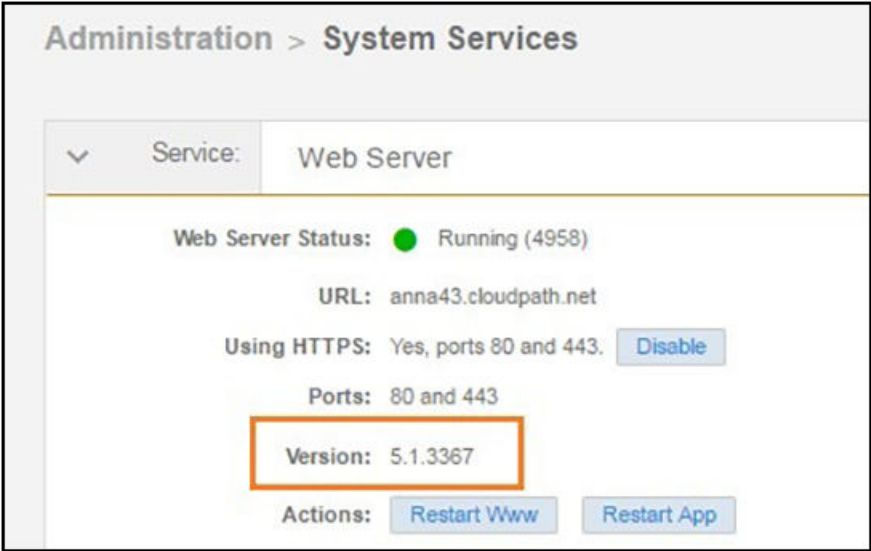 Administration > System Services
Service: Web Server
Web Server Status: Running (4958)
URL: anna43.cloudpath.net
Using HTTPS: Yes, ports 80 and 443. Disable
Ports: 80 and 443
Version: 5.1.3367
Actions: Restart Www Restart App